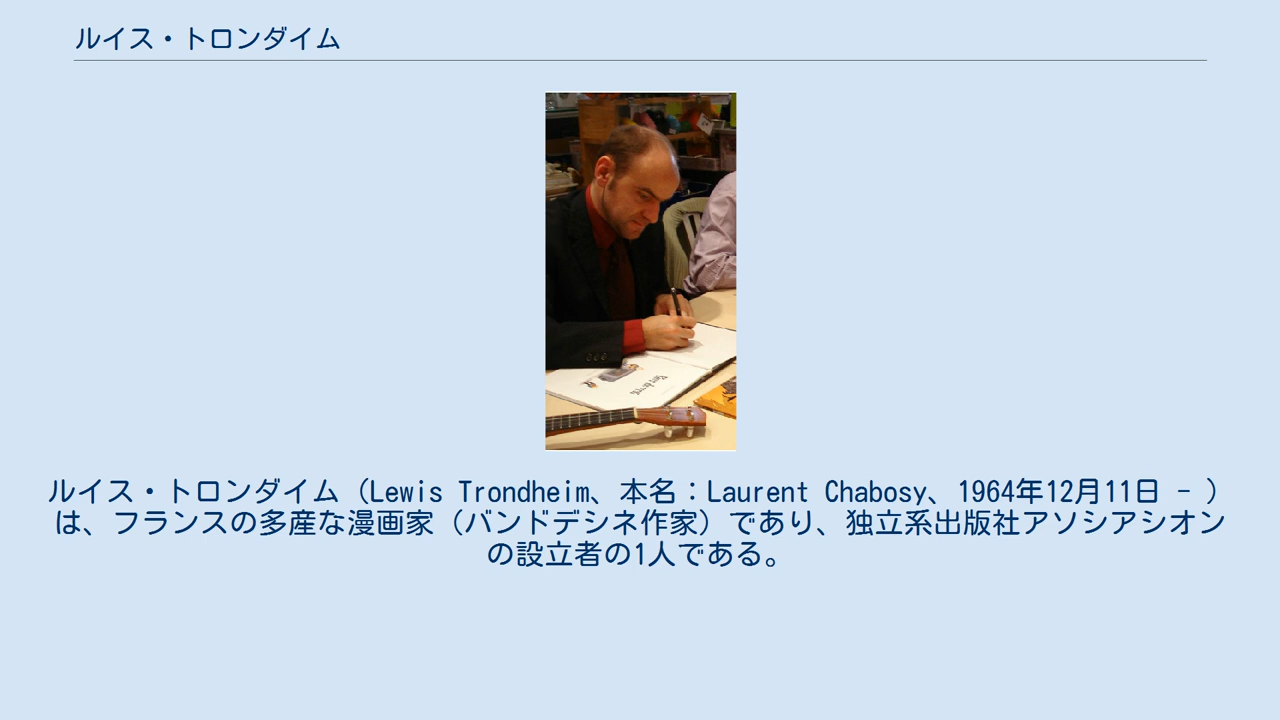 ルイス・トロンダイム
ルイス・トロンダイム（Lewis Trondheim、本名：Laurent Chabosy、1964年12月11日 - ）
は、フランスの多産な漫画家（バンドデシネ作家）であり、独立系出版社アソシアシオン
の設立者の1人である。